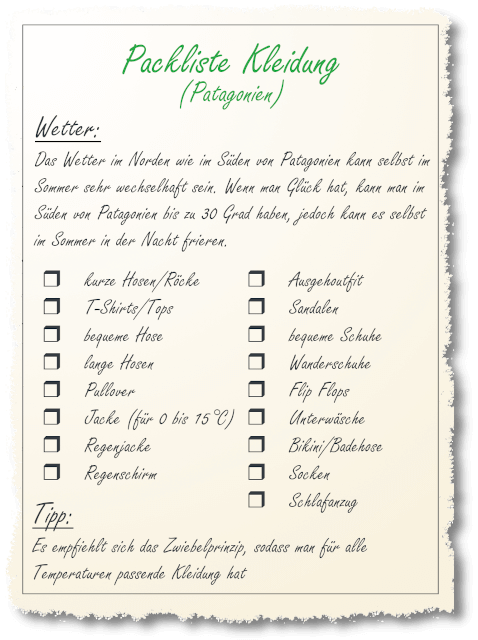 Packliste Kleidung
(Patagonien)
Wetter:
Das Wetter im Norden wie im Süden von Patagonien kann selbst im
Sommer sehr wechselhaft sein. Wenn man Glück hat, kann man im
Süden von Patagonien bis zu 30 Grad haben, jedoch kann es selbst
im Sommer in der Nacht frieren.
kurze Hosen/Röcke
T-Shirts/Tops
bequeme Hose
lange Hosen
Pullover
Jacke (für 0 bis 15°C)
Regenjacke
Regenschirm
Ausgehoutfit
Sandalen
bequeme Schuhe
Wanderschuhe
Flip Flops
Unterwäsche
Bikini/Badehose
Socken
Schlafanzug
Tipp:
Es empfiehlt sich das Zwiebelprinzip, sodass man für alle
Temperaturen passende Kleidung hat